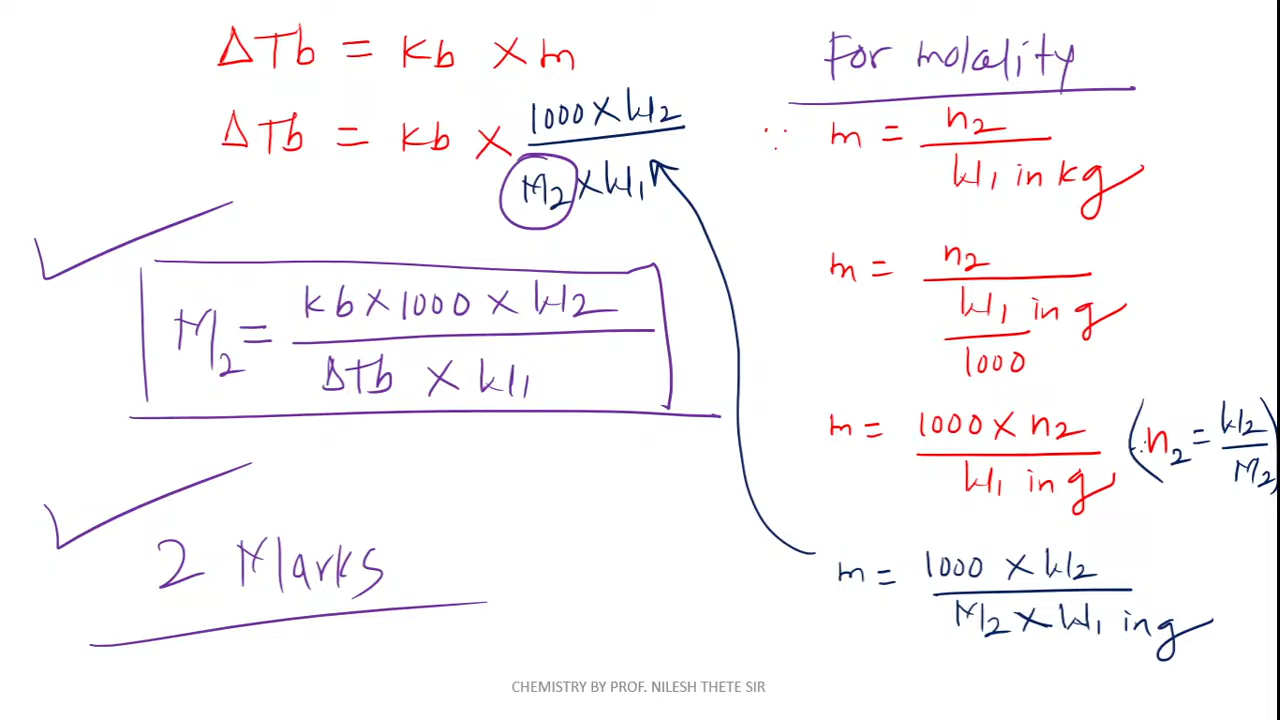 ΔTb = Kb × m
ΔTb = Kb × (1000 × W2) / (M2 × W1)
M2 = (Kb × 1000 × W2) / (ΔTb × W1)
2 Marks
For molality
∵ m = n2 / (W1 in kg)
m = n2 / (W1 in g / 1000)
m = (1000 × n2) / (W1 in g) (∵ n2 = W2 / M2)
m = (1000 × W2) / (M2 × W1 in g)
CHEMISTRY BY PROF. NILESH THETE SIR